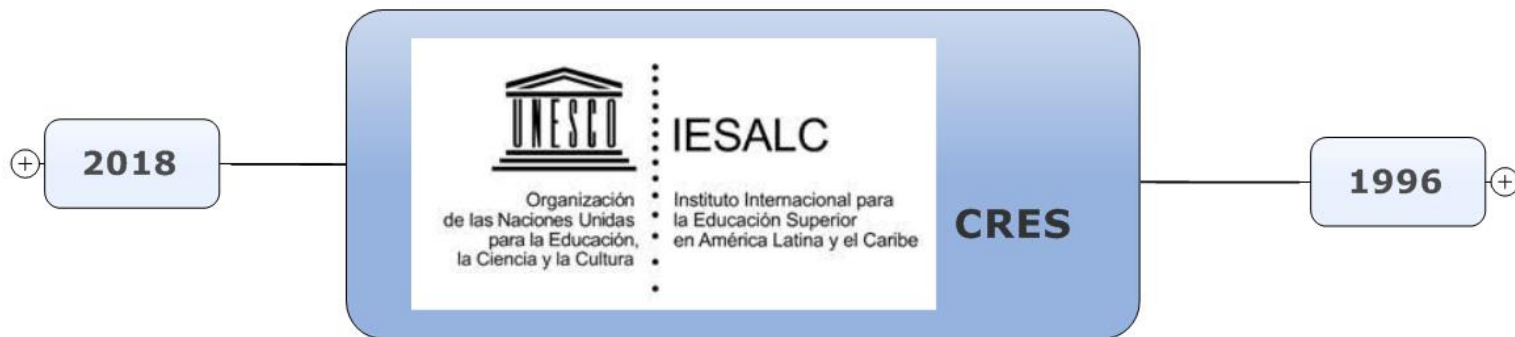 2018
UNESCO
Organización
de las Naciones Unidas
para la Educación,
la Ciencia y la Cultura
IESALC
Instituto Internacional para
la Educación Superior
en América Latina y el Caribe
CRES
1996